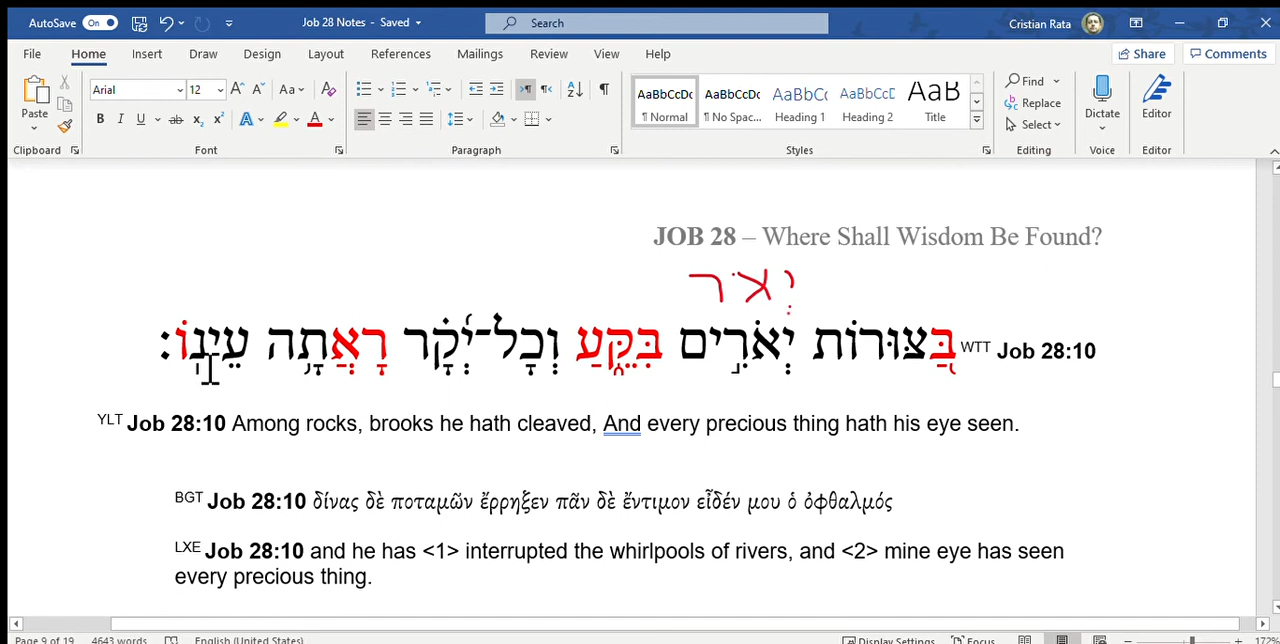 AutoSave On Job 28 Notes - Saved Search Cristian Rata
File Home Insert Draw Design Layout References Mailings Review View Help Share Comments
Paste Arial 12 Aa AaBbCcDc AaBbCcDc AaBbCc AaBbCcD AaB Find Replace Select Dictate Editor
¶ Normal ¶ No Spac... Heading 1 Heading 2 Title
Clipboard Font Paragraph Styles Editing Voice Editor
JOB 28 – Where Shall Wisdom Be Found?
יְאֹר
WTT Job 28:10 בַּ֭צּוּרוֹת יְאֹרִ֣ים בִּקֵּ֑עַ וְכָל־יְ֝קָ֗ר רָאֲתָ֥ה עֵינֽוֹ׃
YLT Job 28:10 Among rocks, brooks he hath cleaved, And every precious thing hath his eye seen.
BGT Job 28:10 δίνας δὲ ποταμῶν ἔρρηξεν πᾶν δὲ ἔντιμον εἶδέν μου ὁ ὀφθαλμός
LXE Job 28:10 and he has <1> interrupted the whirlpools of rivers, and <2> mine eye has seen
every precious thing.
Page 9 of 19 4643 words English (United States) Display Settings Focus 172%